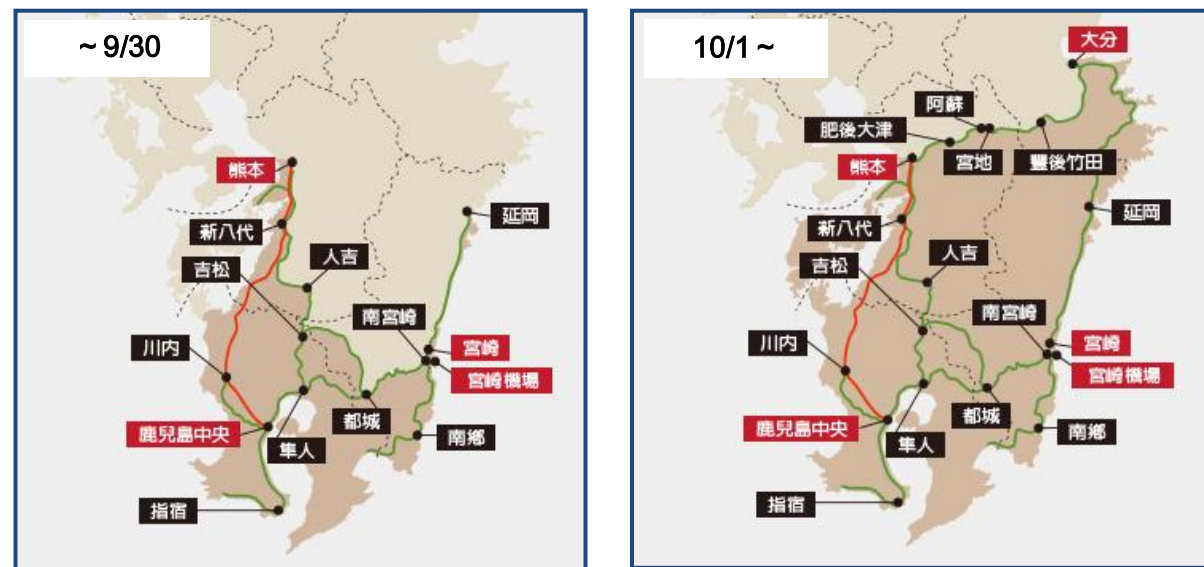 ~ 9/30
熊本
新八代
延岡
人吉
吉松
南宮崎
川内
宮崎
宮崎機場
鹿兒島中央
都城
隼人
南鄉
指宿
10/1 ~
大分
阿蘇
肥後大津
熊本
宮地
豐後竹田
新八代
延岡
人吉
吉松
南宮崎
川內
宮崎
宮崎機場
鹿兒島中央
都城
隼人
南鄉
指宿